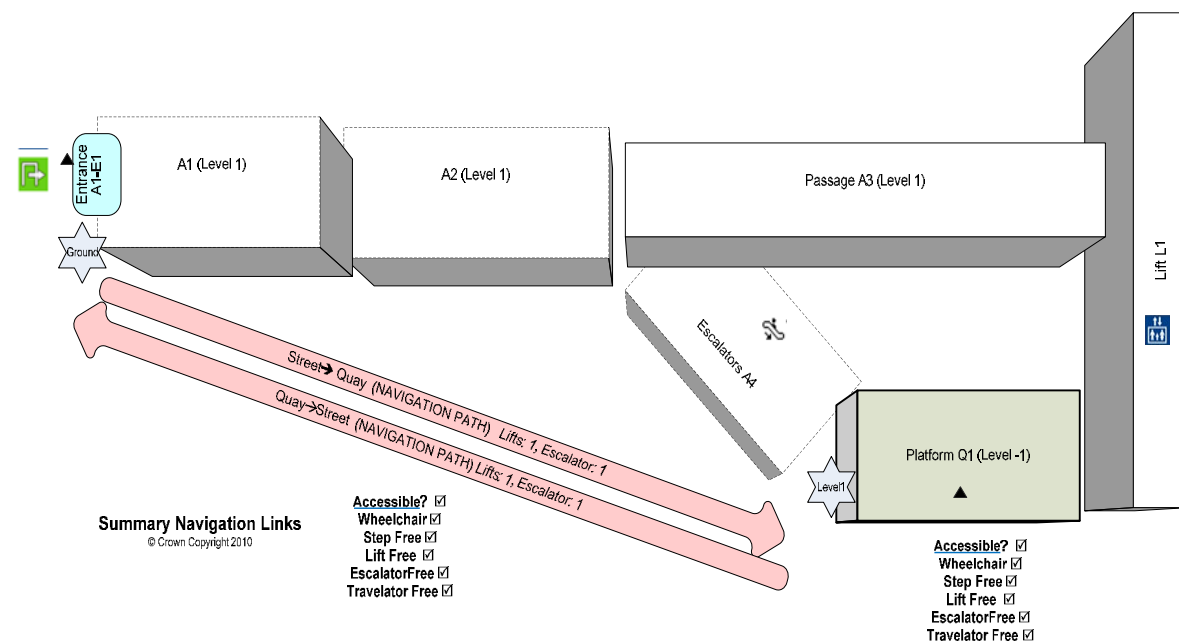 Entrance
A1-E1
Ground
A1 (Level 1)
A2 (Level 1)
Passage A3 (Level 1)
Lift L1
Escalators A4
Platform Q1 (Level -1)
Level1
Street➔ Quay (NAVIGATION PATH) Lifts: 1, Escalator: 1
Quay→Street (NAVIGATION PATH) Lifts: 1, Escalator: 1
Summary Navigation Links
© Crown Copyright 2010
Accessible? ☑
Wheelchair ☑
Step Free ☑
Lift Free ☑
EscalatorFree ☑
Travelator Free ☑
Accessible? ☑
Wheelchair ☑
Step Free ☑
Lift Free ☑
EscalatorFree ☑
Travelator Free ☑